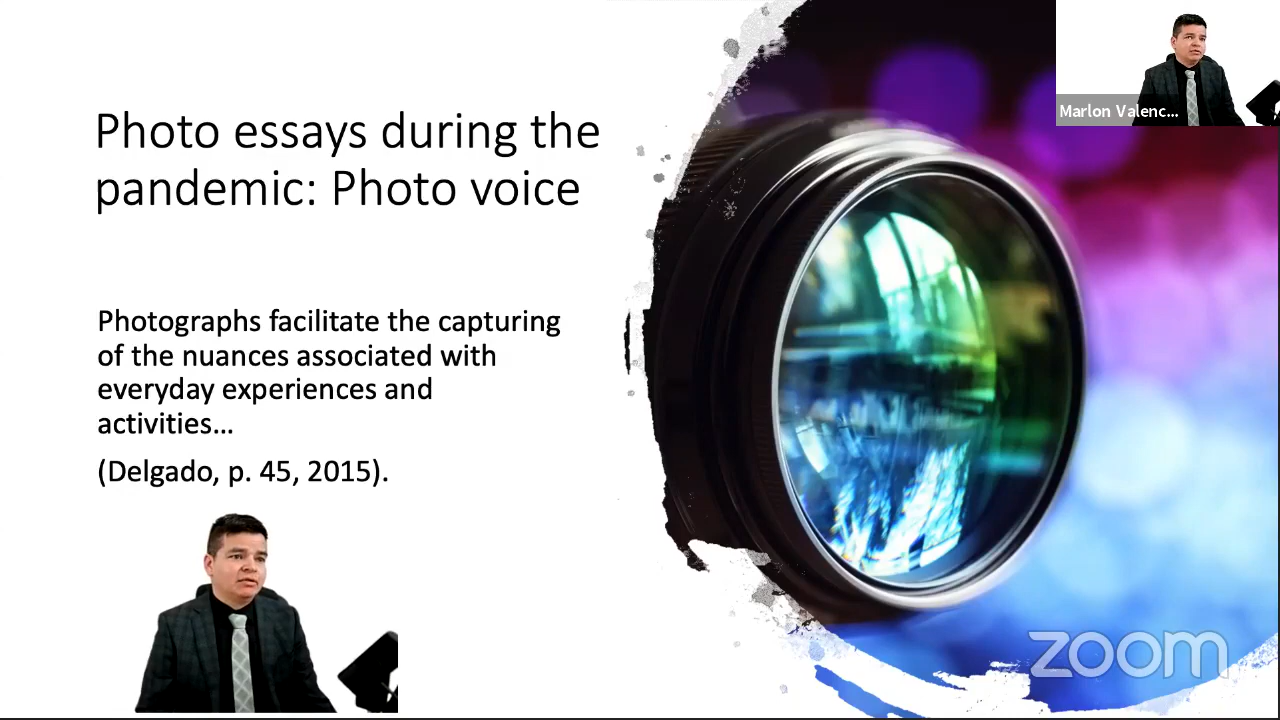 Photo essays during the
pandemic: Photo voice
Photographs facilitate the capturing
of the nuances associated with
everyday experiences and
activities…
(Delgado, p. 45, 2015).
Marlon Valenc...
zoom